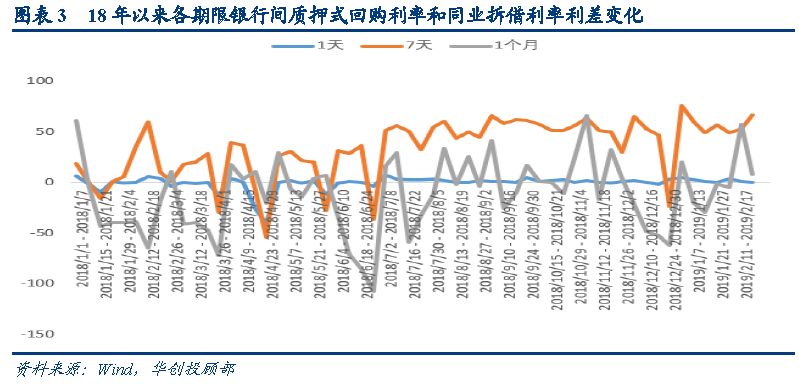 图表 3 18 年以来各期限银行间质押式回购利率和同业拆借利率利差变化
1天 7天 1个月
100
50
0
-50
-100
-150
2018/1/1 - 2018/1/7
2018/1/15 - 2018/1/21
2018/1/29 - 2018/2/4
2018/2/12 - 2018/2/18
2018/2/26 - 2018/3/4
2018/3/12 - 2018/3/18
2018/3/26 - 2018/4/1
2018/4/9 - 2018/4/15
2018/4/23 - 2018/4/29
2018/5/7 - 2018/5/13
2018/5/21 - 2018/5/27
2018/6/4 - 2018/6/10
2018/6/18 - 2018/6/24
2018/7/2 - 2018/7/8
2018/7/16 - 2018/7/22
2018/7/30 - 2018/8/5
2018/8/13 - 2018/8/19
2018/8/27 - 2018/9/2
2018/9/10 - 2018/9/16
2018/9/24 - 2018/9/30
2018/10/15 - 2018/10/21
2018/10/29 - 2018/11/4
2018/11/12 - 2018/11/18
2018/11/26 - 2018/12/2
2018/12/10 - 2018/12/16
2018/12/24 - 2018/12/30
2019/1/7 - 2019/1/13
2019/1/21 - 2019/1/27
2019/2/11 - 2019/2/17
资料来源：Wind，华创投顾部